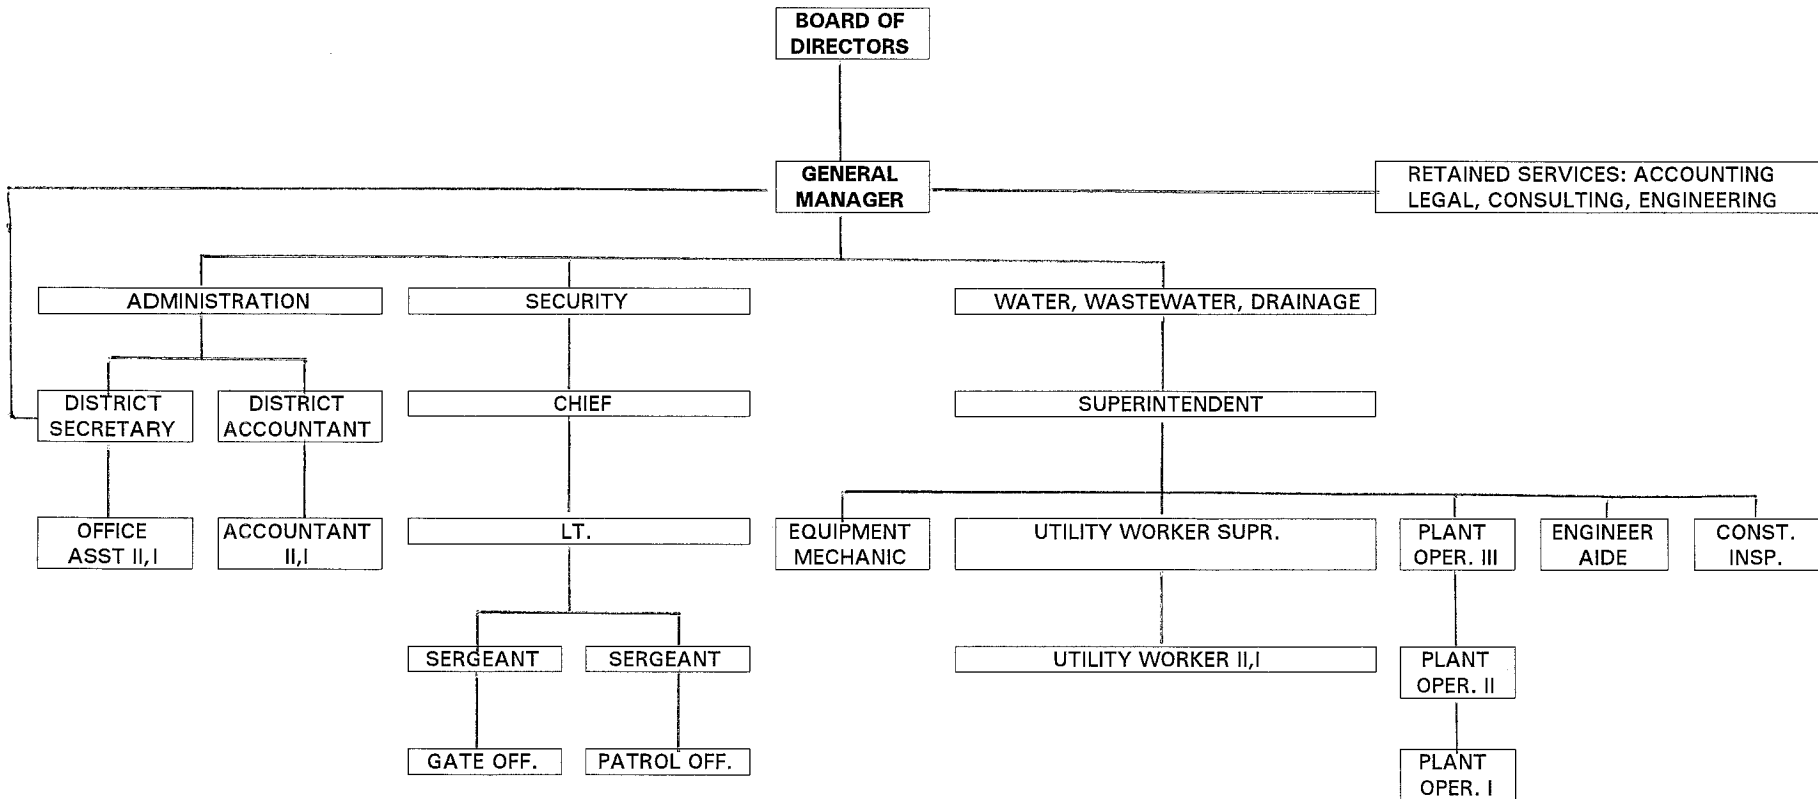 BOARD OF
DIRECTORS
GENERAL
MANAGER
RETAINED SERVICES: ACCOUNTING
LEGAL, CONSULTING, ENGINEERING
ADMINISTRATION
SECURITY
WATER, WASTEWATER, DRAINAGE
DISTRICT
SECRETARY
DISTRICT
ACCOUNTANT
CHIEF
SUPERINTENDENT
OFFICE
ASST II,I
ACCOUNTANT
II,I
LT.
EQUIPMENT
MECHANIC
UTILITY WORKER SUPR.
PLANT
OPER. III
ENGINEER
AIDE
CONST.
INSP.
SERGEANT
SERGEANT
UTILITY WORKER II,I
PLANT
OPER. II
GATE OFF.
PATROL OFF.
PLANT
OPER. I